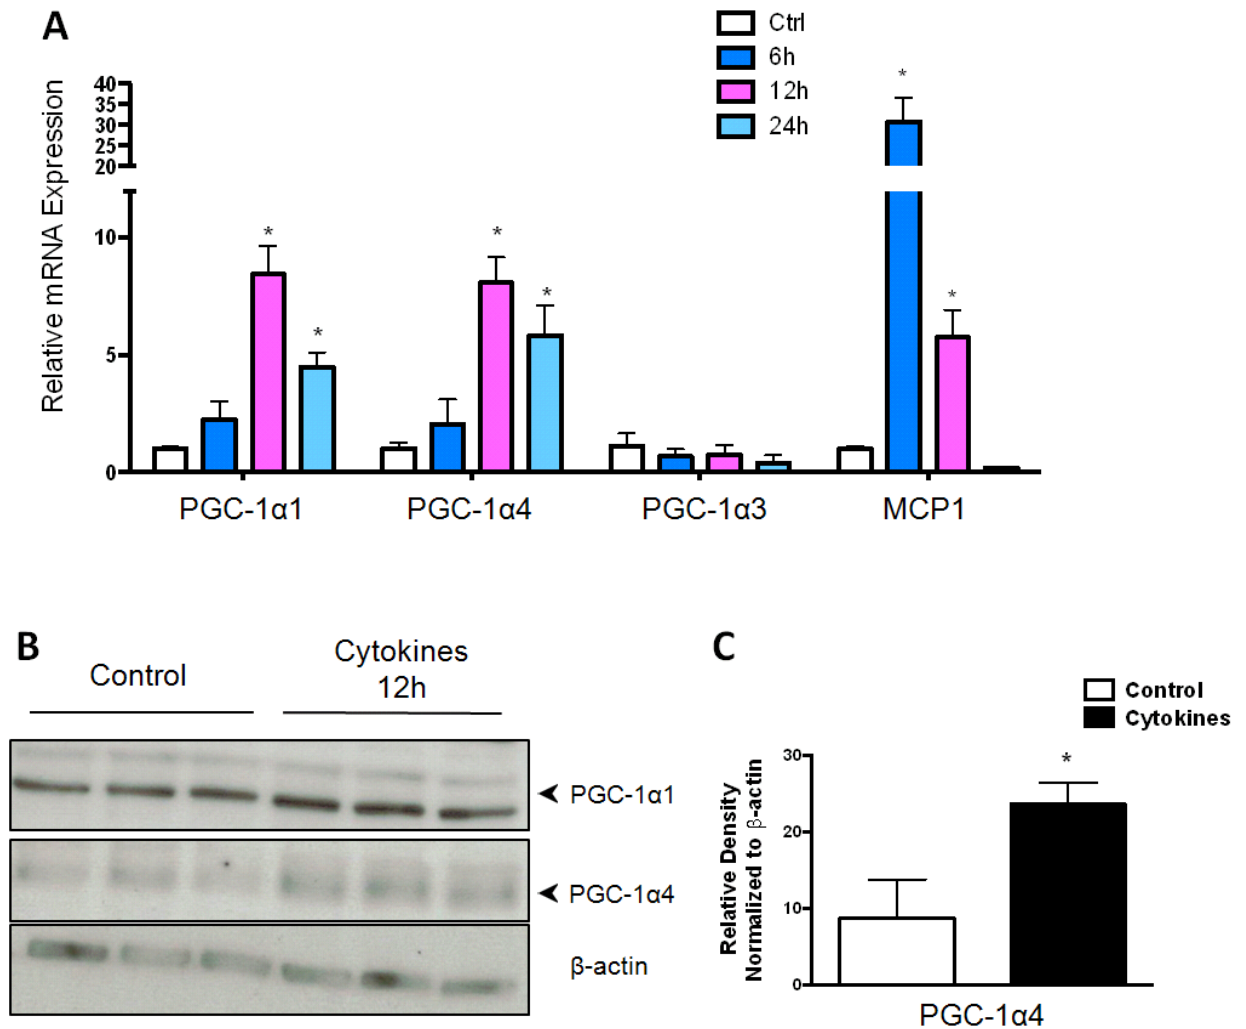 A
Ctrl
6h
12h
24h
Relative mRNA Expression
40
35
30
25
20
10
5
0
*
*
*
*
*
*
PGC-1α1
PGC-1α4
PGC-1α3
MCP1
B
Control
Cytokines
12h
PGC-1α1
PGC-1α4
β-actin
C
Control
Cytokines
Relative Density
Normalized to β-actin
30
20
10
0
*
PGC-1α4